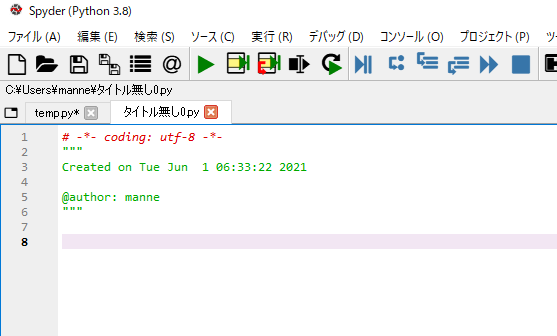 Spyder (Python 3.8)
ファイル (A) 編集 (E) 検索 (S) ソース (C) 実行 (R) デバッグ (D) コンソール (O) プロジェクト (P) ツー
@
C:¥Users¥manne¥タイトル無し0.py
temp.py* タイトル無し0.py
1 # -*- coding: utf-8 -*-
2 """
3 Created on Tue Jun  1 06:33:22 2021
4
5 @author: manne
6 """
7
8